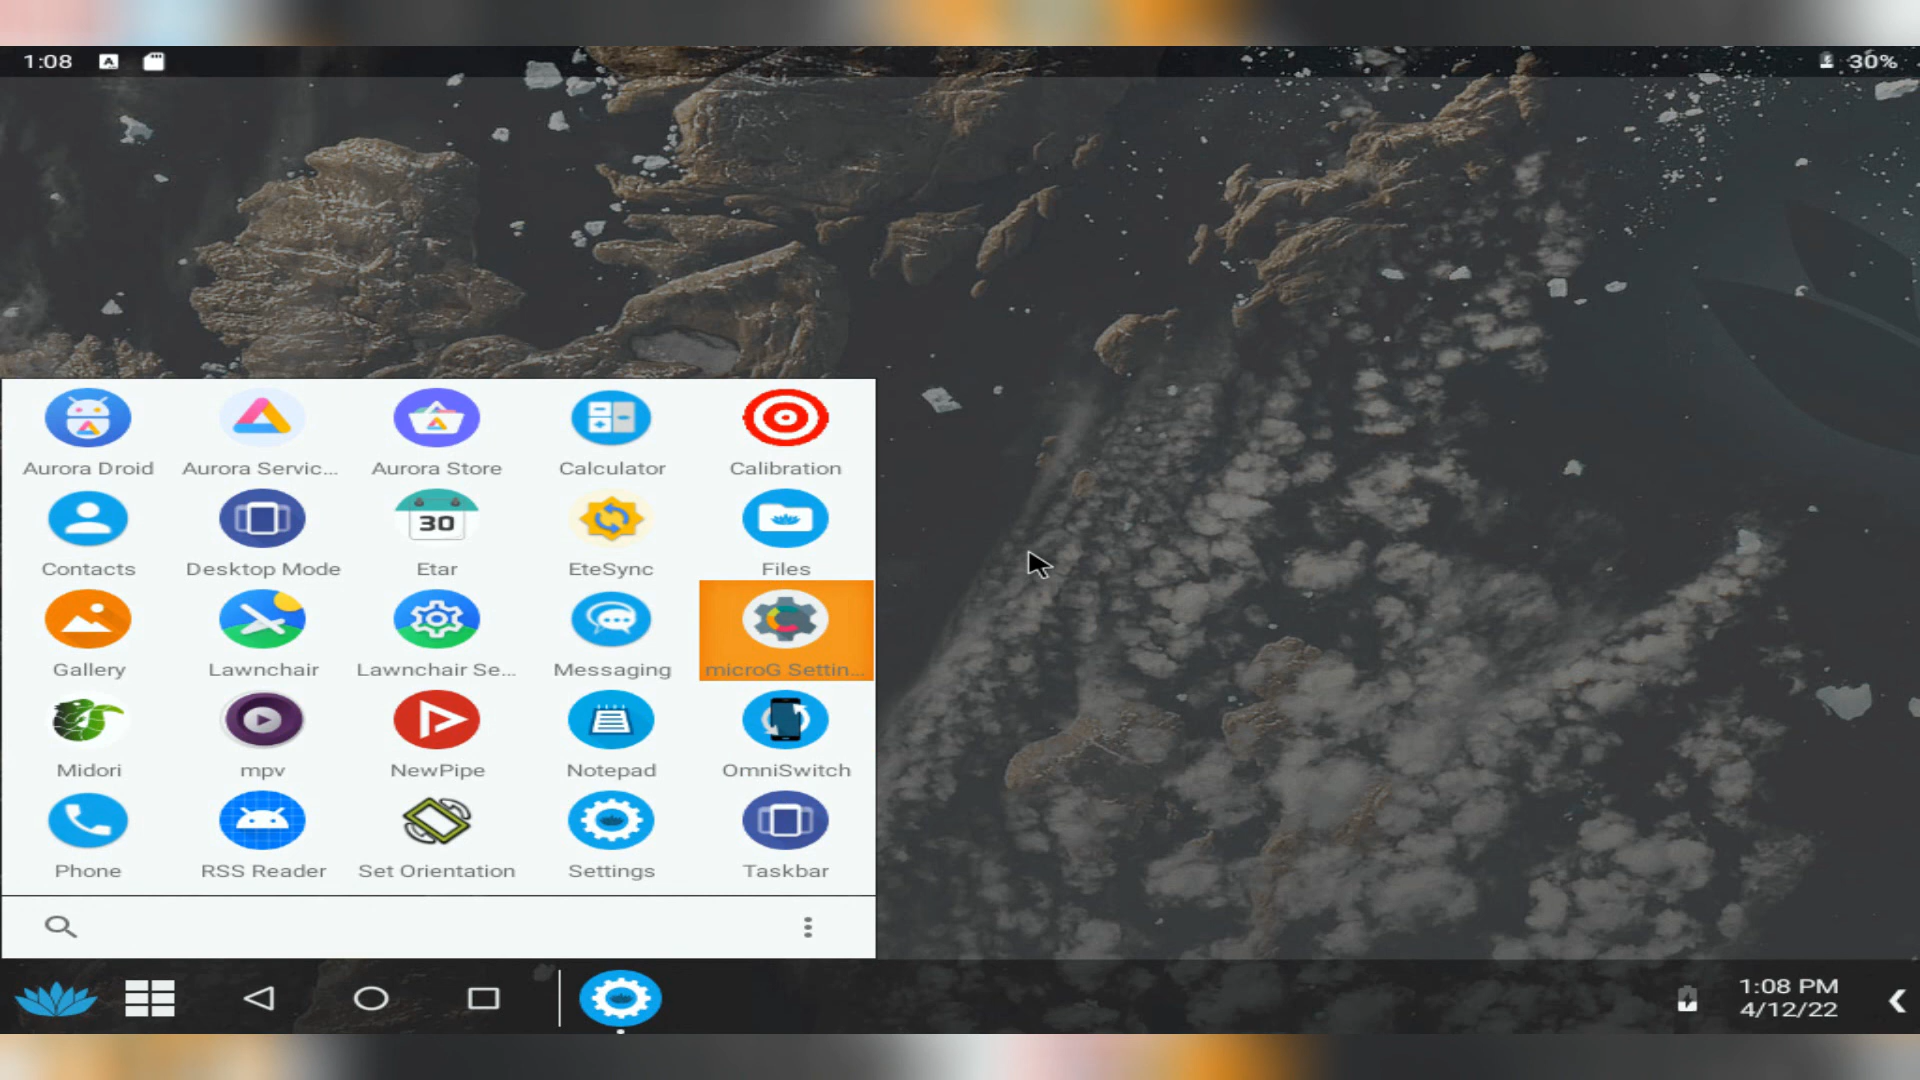 1:08
30%
Aurora Droid
Aurora Servic...
Aurora Store
Calculator
Calibration
Contacts
Desktop Mode
30
Etar
EteSync
Files
Gallery
Lawnchair
Lawnchair Se...
Messaging
microG Settin...
Midori
mpv
NewPipe
Notepad
OmniSwitch
Phone
RSS Reader
Set Orientation
Settings
Taskbar
1:08 PM
4/12/22